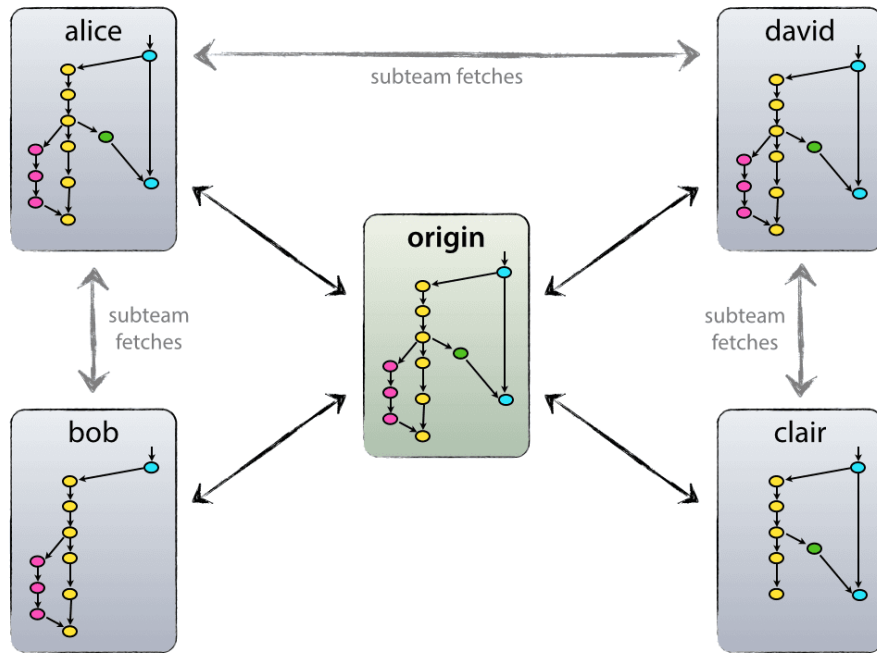 alice
david
subteam fetches
origin
subteam
fetches
subteam
fetches
bob
clair